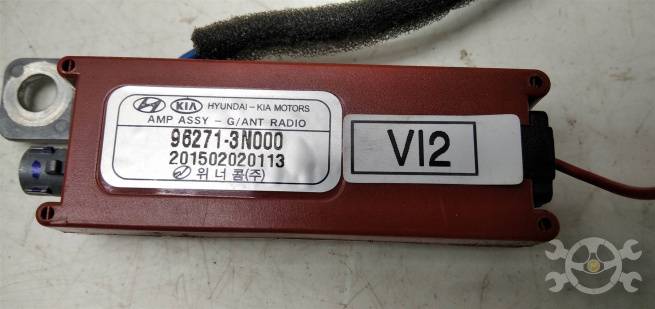 HYUNDAI-KIA MOTORS
AMP ASSY - G/ANT RADIO
96271-3N000
201502020113
위너콤(주)
VI2